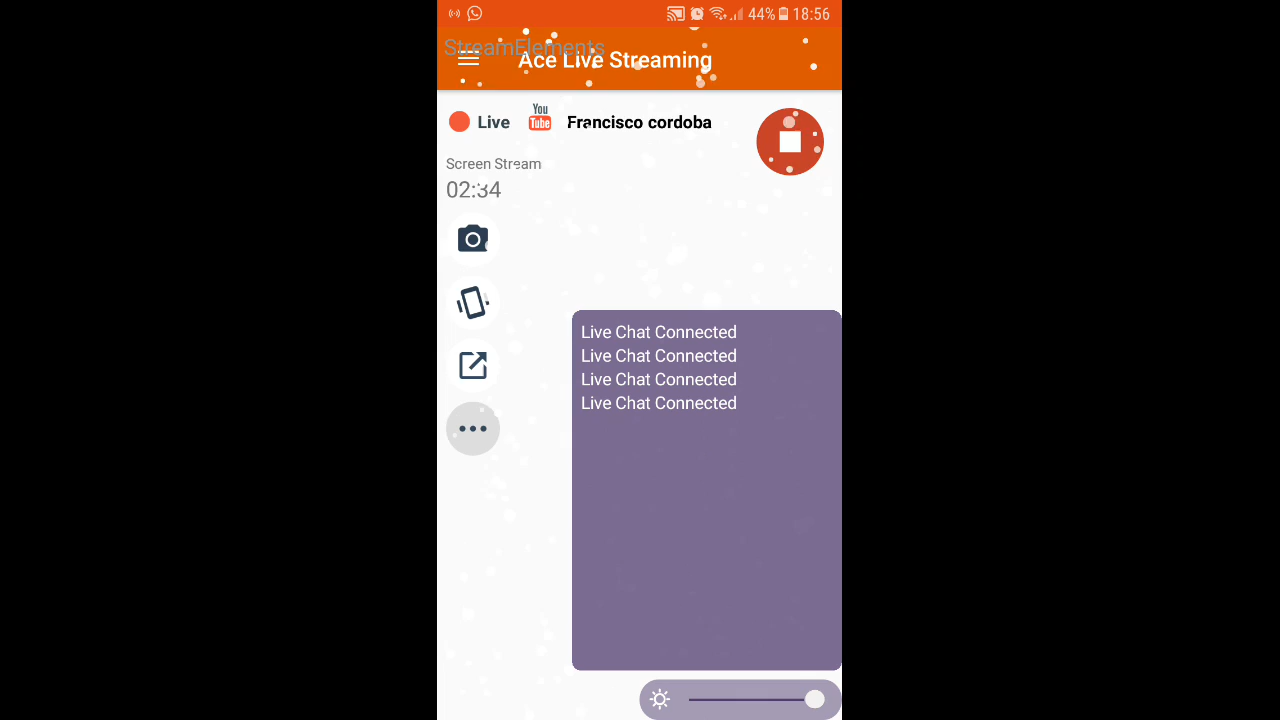 44% 18:56
StreamElements
Ace Live Streaming
Live You Tube Francisco cordoba
Screen Stream
02:34
Live Chat Connected
Live Chat Connected
Live Chat Connected
Live Chat Connected